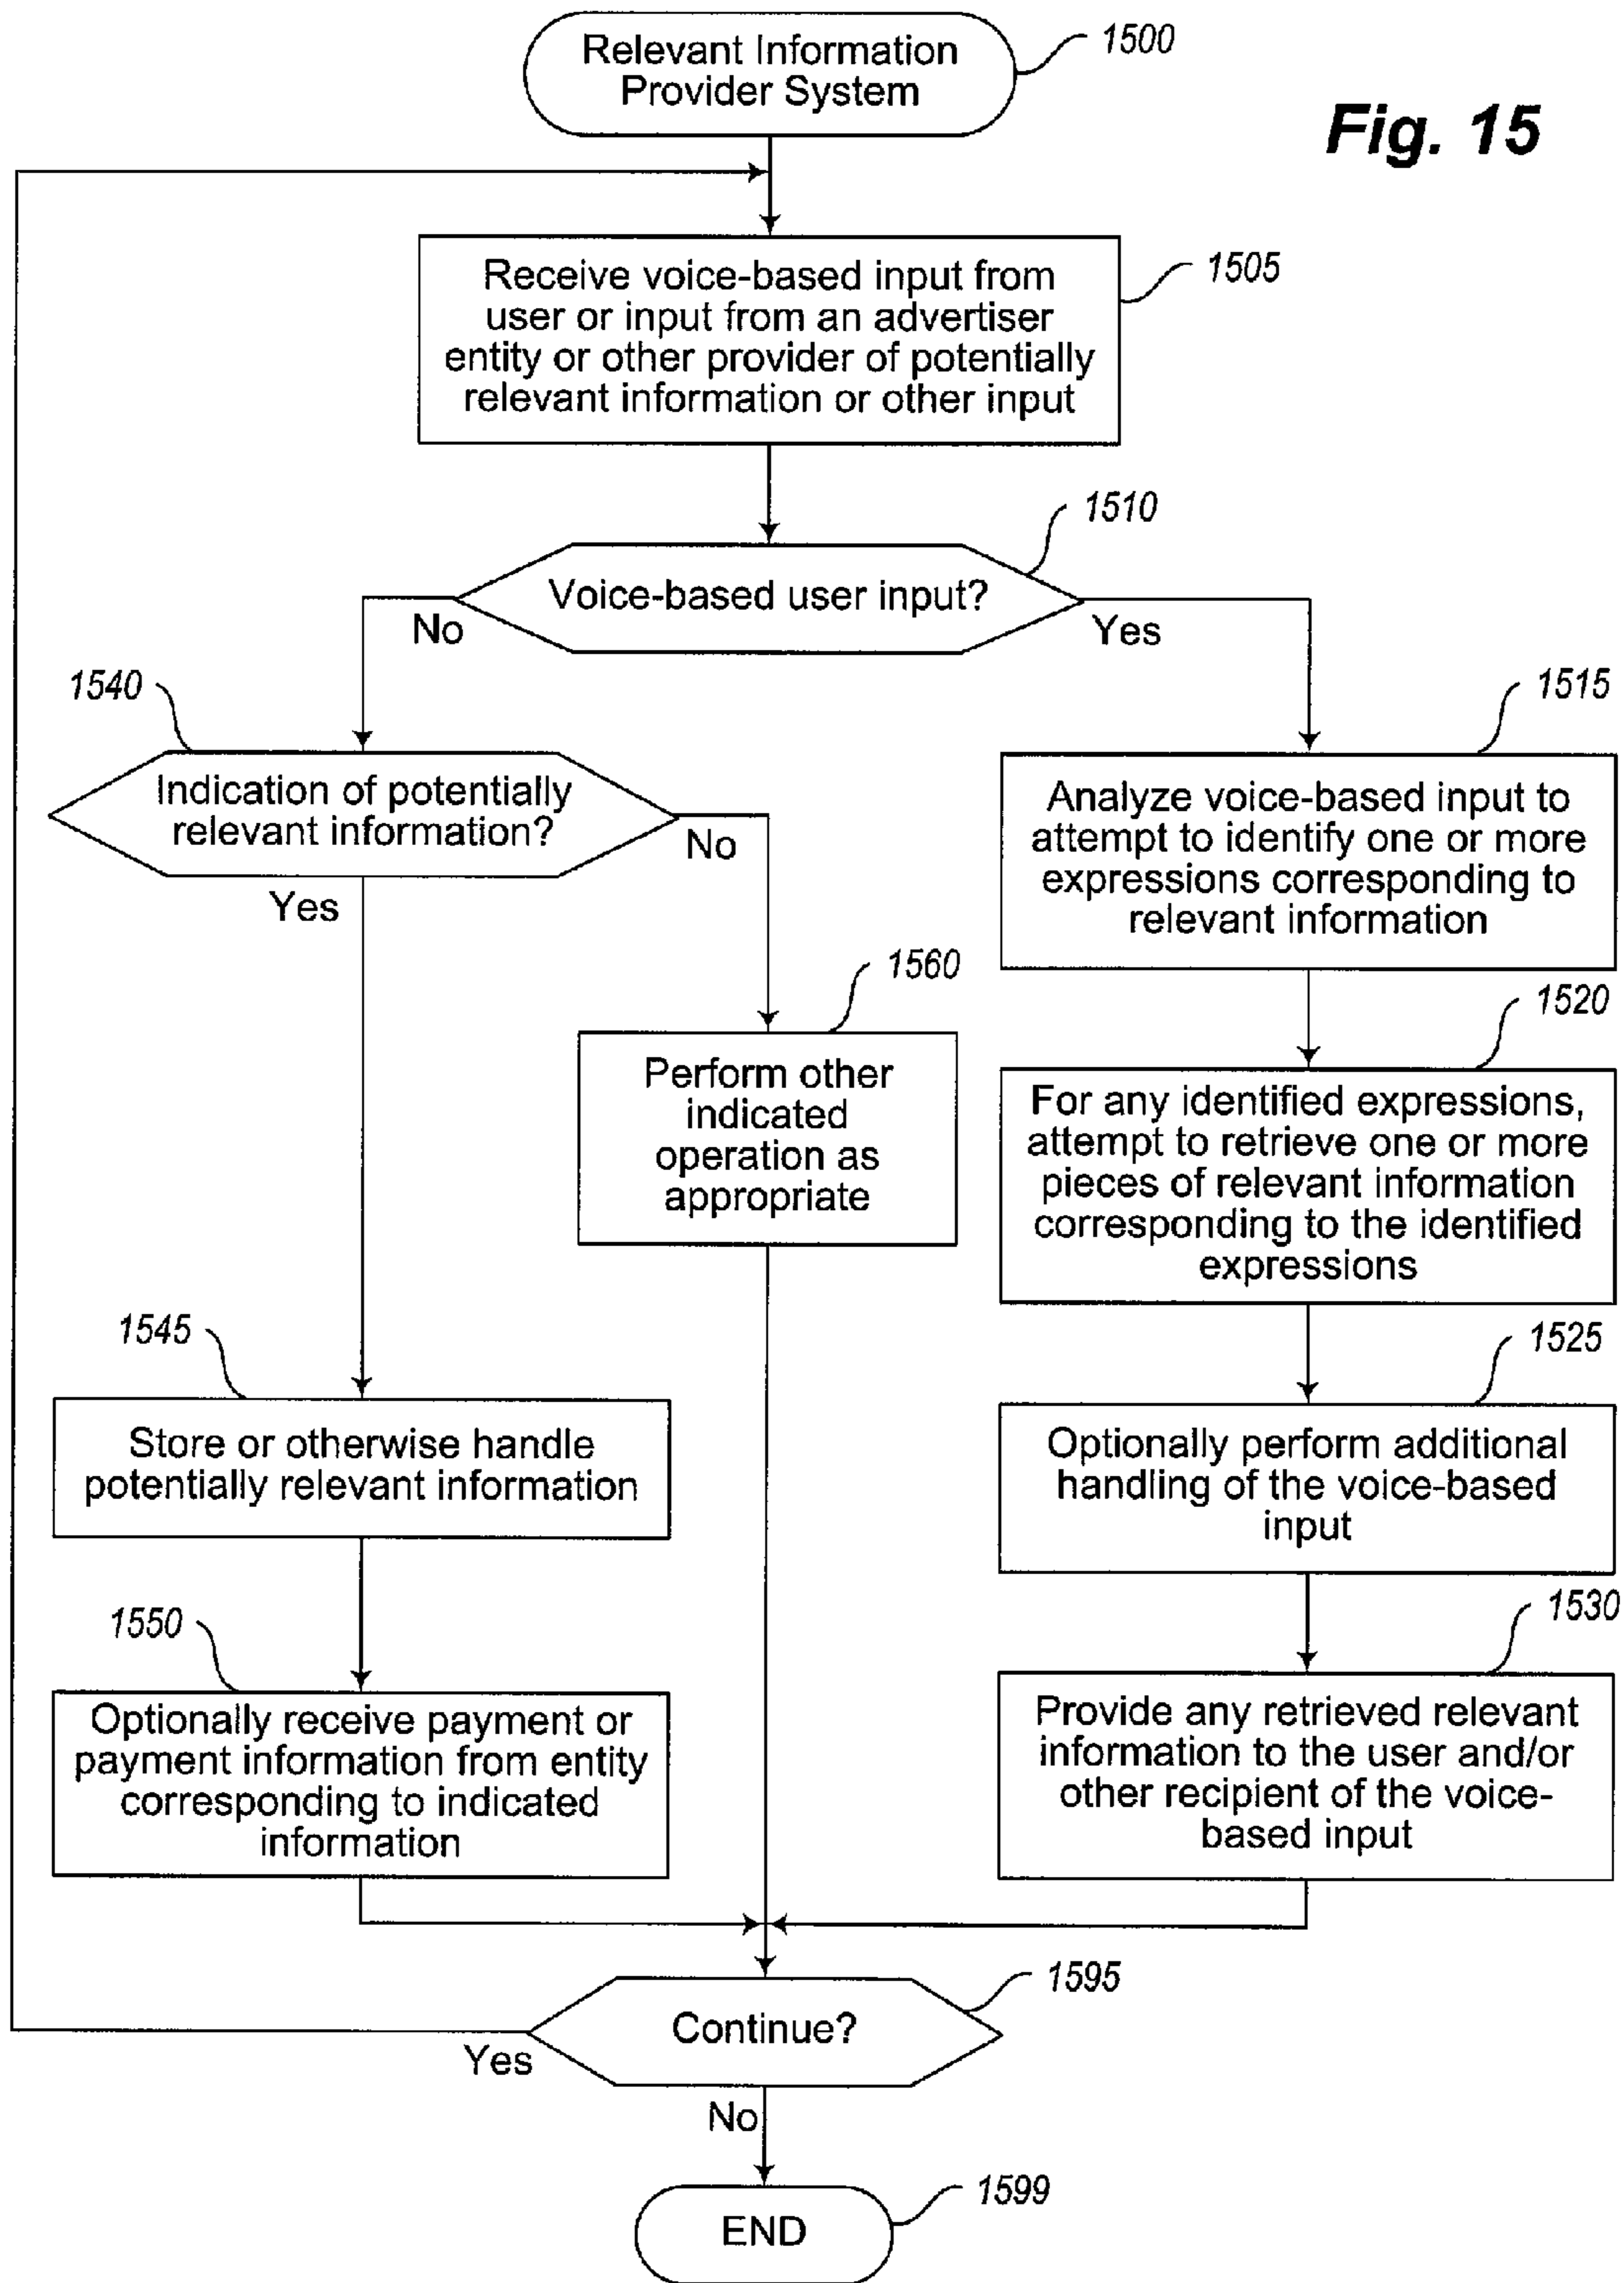 Relevant Information
Provider System
1500
Fig. 15
Receive voice-based input from
user or input from an advertiser
entity or other provider of potentially
relevant information or other input
1505
1510
Voice-based user input?
No
Yes
1540
Indication of potentially
relevant information?
No
Yes
1515
Analyze voice-based input to
attempt to identify one or more
expressions corresponding to
relevant information
1560
Perform other
indicated
operation as
appropriate
1520
For any identified expressions,
attempt to retrieve one or more
pieces of relevant information
corresponding to the identified
expressions
1545
Store or otherwise handle
potentially relevant information
1525
Optionally perform additional
handling of the voice-based
input
1550
Optionally receive payment or
payment information from entity
corresponding to indicated
information
1530
Provide any retrieved relevant
information to the user and/or
other recipient of the voice-
based input
1595
Continue?
Yes
No
1599
END